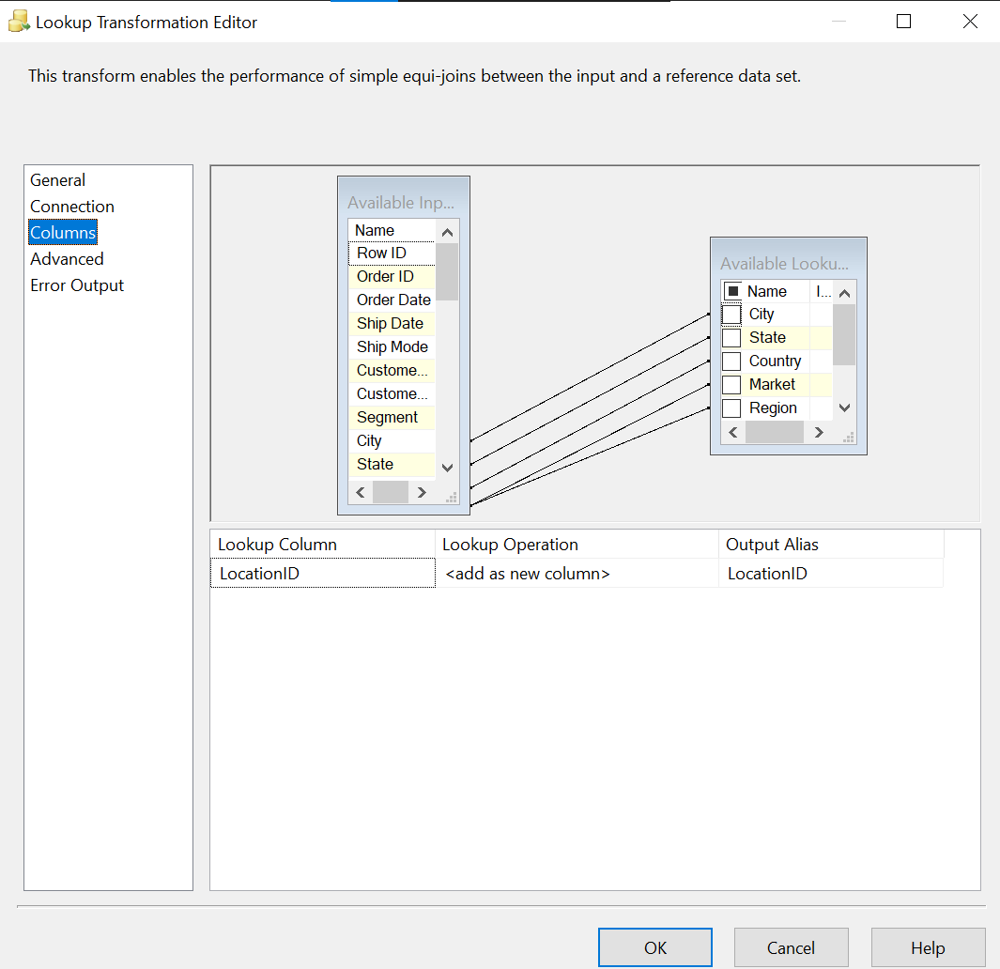 Lookup Transformation Editor
This transform enables the performance of simple equi-joins between the input and a reference data set.
General
Connection
Columns
Advanced
Error Output
Available Inp...
Name
Row ID
Order ID
Order Date
Ship Date
Ship Mode
Custome...
Custome...
Segment
City
State
Available Looku...
Name I...
City
State
Country
Market
Region
Lookup Column Lookup Operation Output Alias
LocationID <add as new column> LocationID
OK Cancel Help